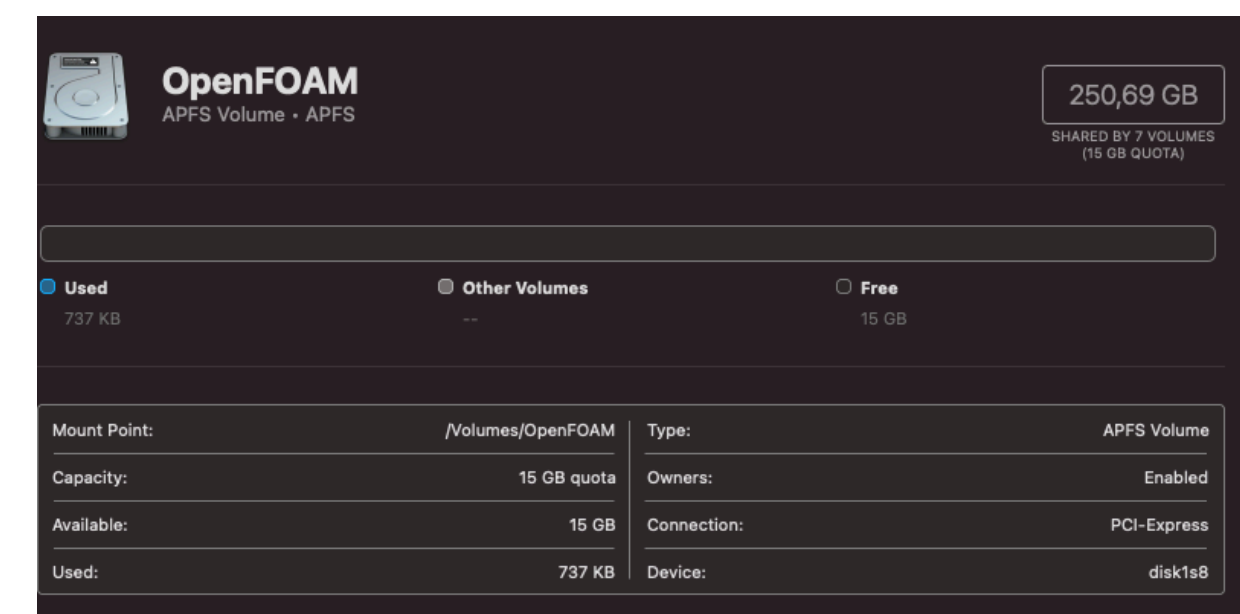 OpenFOAM
APFS Volume • APFS
250,69 GB
SHARED BY 7 VOLUMES
(15 GB QUOTA)
Used
737 KB
Other Volumes
--
Free
15 GB
Mount Point: /Volumes/OpenFOAM
Capacity: 15 GB quota
Available: 15 GB
Used: 737 KB
Type: APFS Volume
Owners: Enabled
Connection: PCI-Express
Device: disk1s8